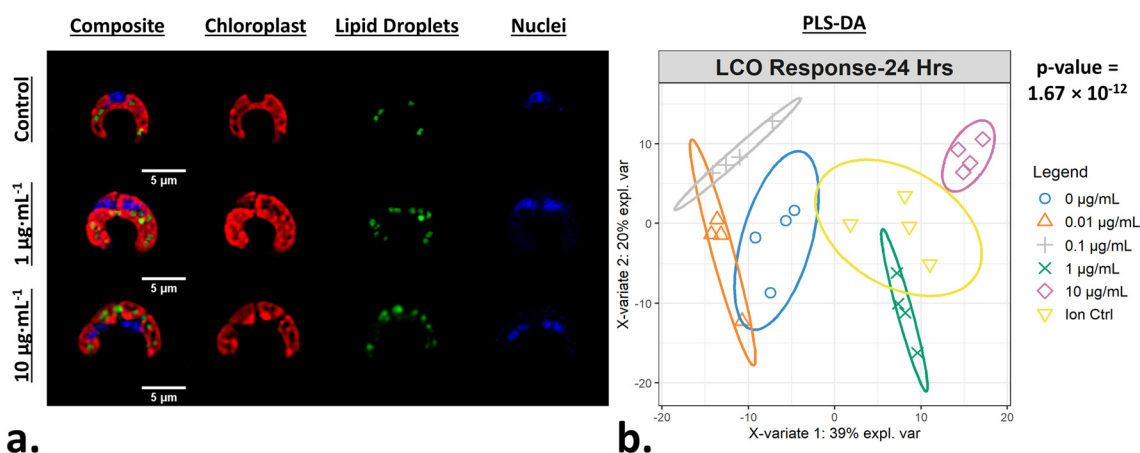 Composite
Chloroplast
Lipid Droplets
Nuclei
Control
5 µm
1 µg·mL⁻¹
5 µm
10 µg·mL⁻¹
5 µm
a.
PLS-DA
LCO Response-24 Hrs
p-value =
1.67 × 10⁻¹²
X-variate 2: 20% expl. var
10
0
-10
-20
-20
-10
0
10
20
X-variate 1: 39% expl. var
Legend
0 µg/mL
0.01 µg/mL
0.1 µg/mL
1 µg/mL
10 µg/mL
Ion Ctrl
b.